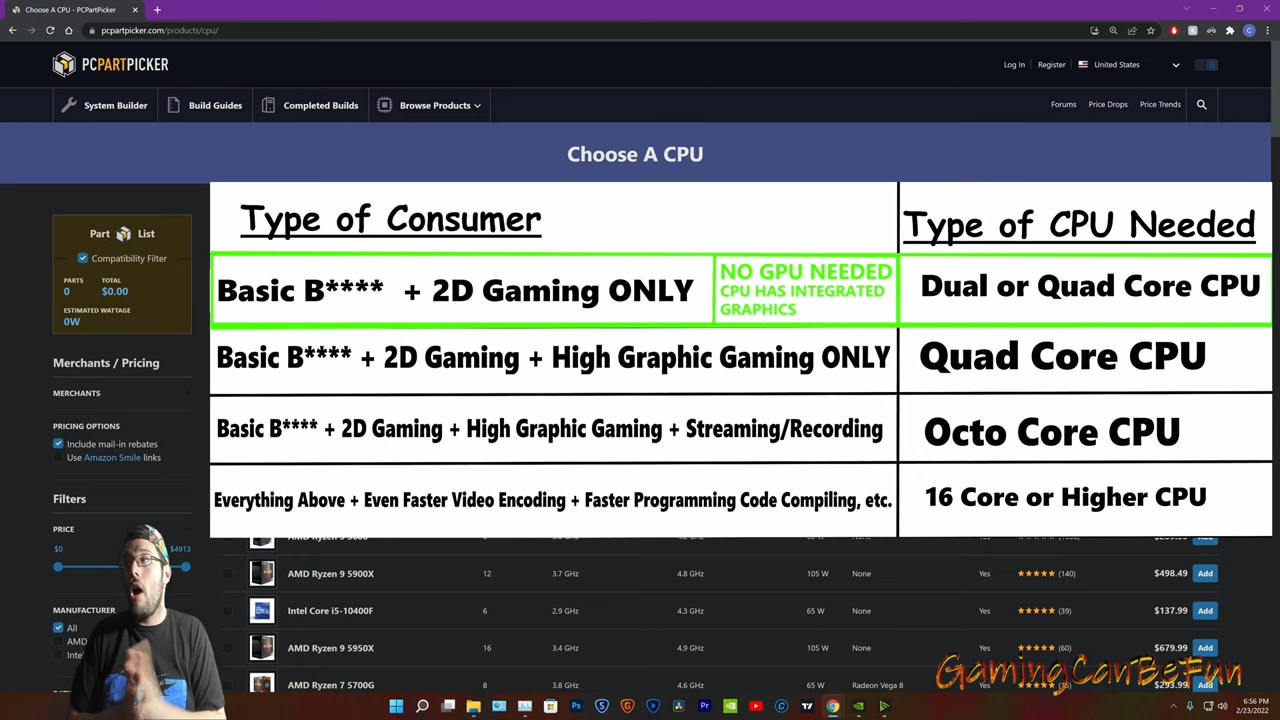 Choose A CPU - PCPartPicker
pcpartpicker.com/products/cpu/
PCPARTPICKER
Log In Register United States
System Builder Build Guides Completed Builds Browse Products
Forums Price Drops Price Trends
Choose A CPU
Part List
Compatibility Filter
PARTS TOTAL
0 $0.00
ESTIMATED WATTAGE
0W
Merchants / Pricing
MERCHANTS
PRICING OPTIONS
Include mail-in rebates
Use Amazon Smile links
Filters
PRICE
$0 $4913
MANUFACTURER
All
AMD
Type of Consumer Type of CPU Needed
Basic B**** + 2D Gaming ONLY
NO GPU NEEDED
CPU HAS INTEGRATED
GRAPHICS
Dual or Quad Core CPU
Basic B**** + 2D Gaming + High Graphic Gaming ONLY Quad Core CPU
Basic B**** + 2D Gaming + High Graphic Gaming + Streaming/Recording Octo Core CPU
Everything Above + Even Faster Video Encoding + Faster Programming Code Compiling, etc. 16 Core or Higher CPU
AMD Ryzen 9 5900X 12 3.7 GHz 4.8 GHz 105 W None Yes (140) $498.49 Add
Intel Core i5-10400F 6 2.9 GHz 4.3 GHz 65 W None Yes (39) $137.99 Add
AMD Ryzen 9 5950X 16 3.4 GHz 4.9 GHz 105 W None Yes (60) $679.99 Add
AMD Ryzen 7 5700G 8 3.8 GHz 4.6 GHz 65 W Radeon Vega 8 Yes $293.99 Add
GamingCanBeFun
6:56 PM
2/23/2022